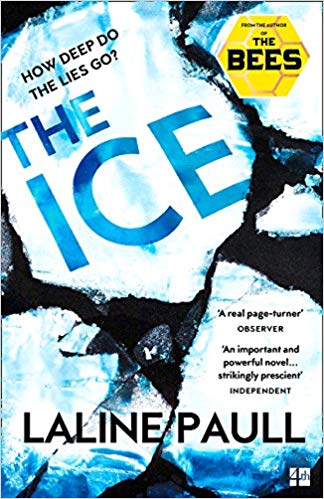 FROM THE AUTHOR
OF THE
BEES
HOW DEEP DO
THE LIES GO?
THE
ICE
'A real page-turner'
OBSERVER
'An important and
powerful novel...
strikingly prescient'
INDEPENDENT
LALINE PAULL
4th